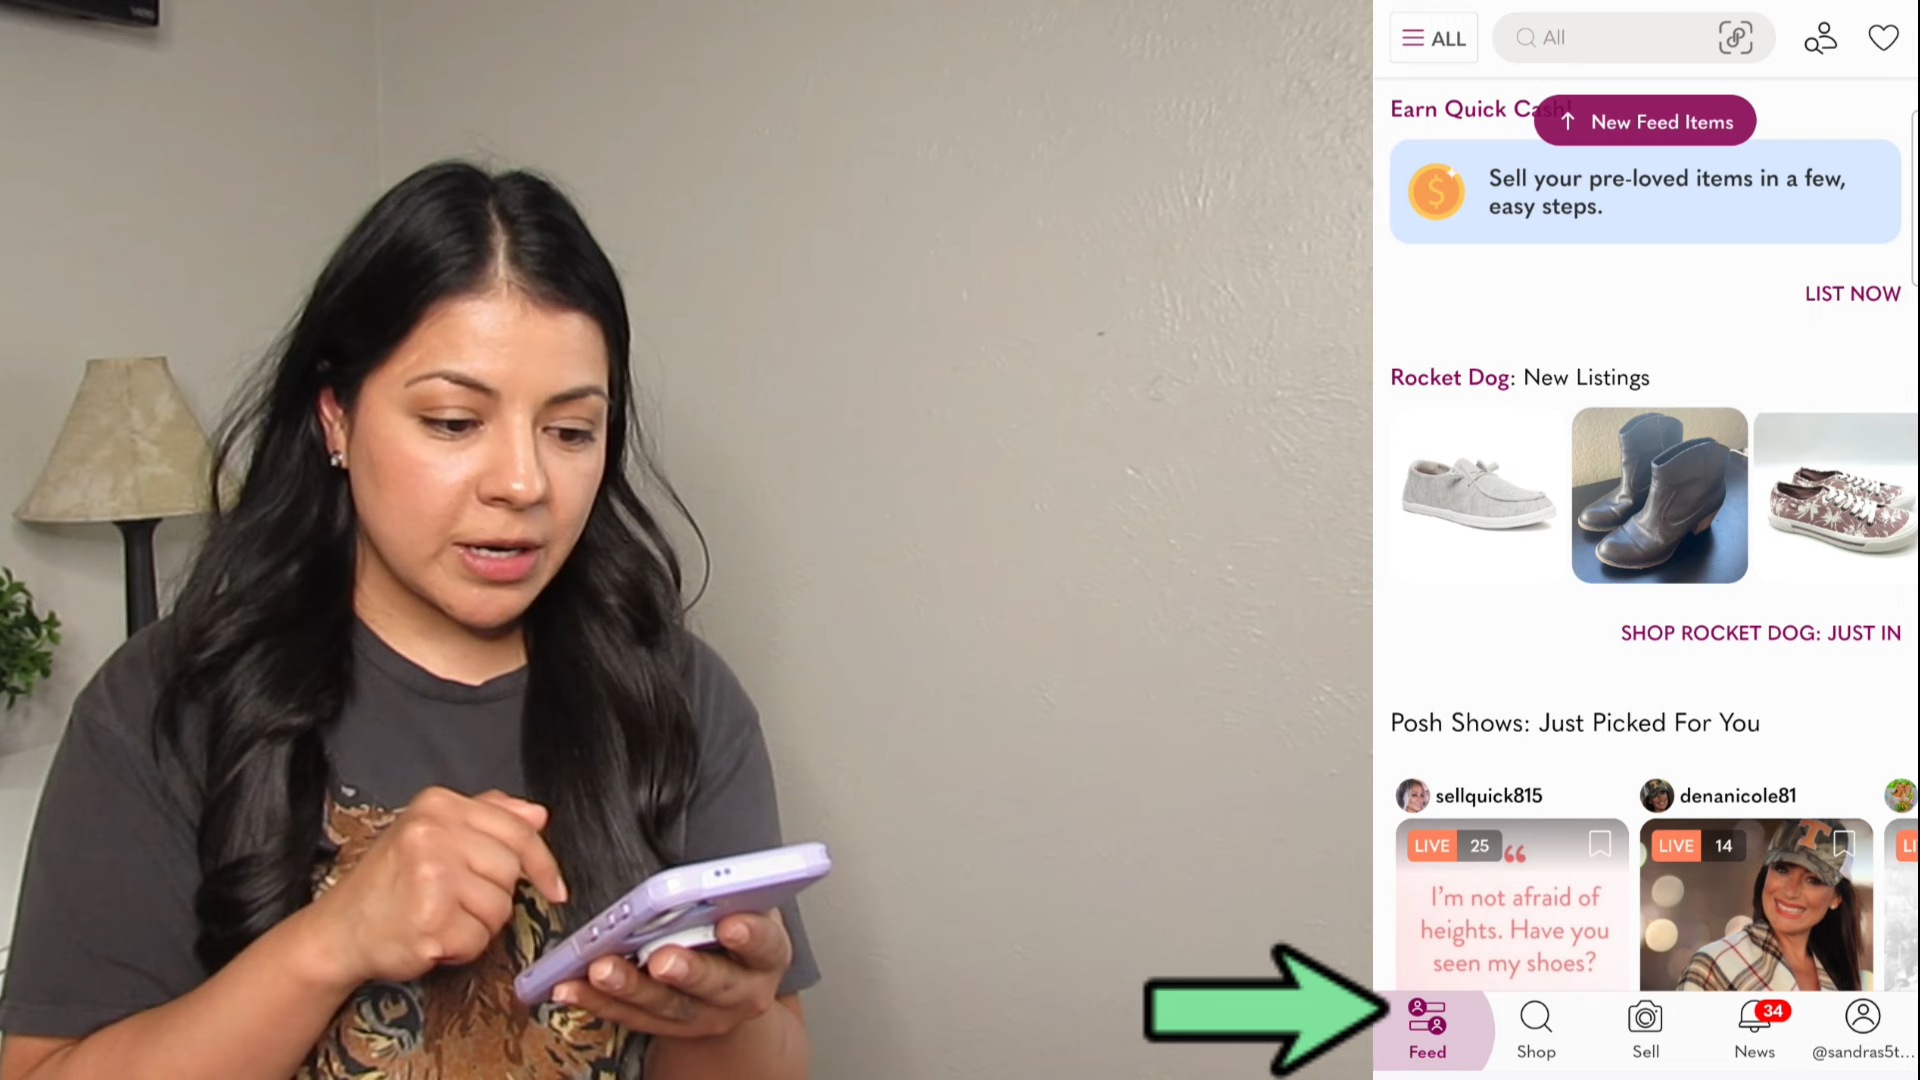 ALL
All
Earn Quick Cash!
New Feed Items
Sell your pre-loved items in a few,
easy steps.
LIST NOW
Rocket Dog: New Listings
SHOP ROCKET DOG: JUST IN
Posh Shows: Just Picked For You
sellquick815
denanicole81
LIVE 25
LIVE 14
LI
“
I'm not afraid of
heights. Have you
seen my shoes?
T
34
Feed
Shop
Sell
News
@sandras5t...